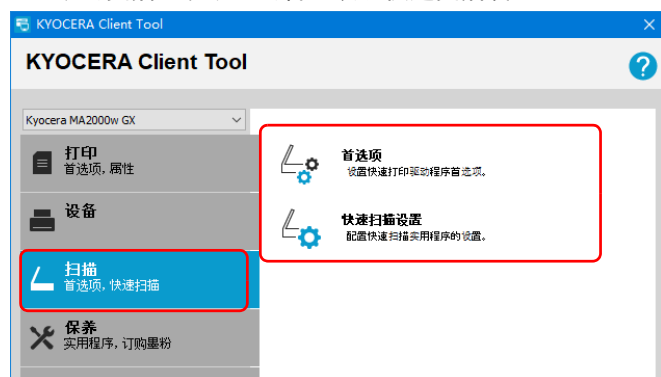 KYOCERA Client Tool
KYOCERA Client Tool
Kyocera MA2000w GX
打印
首选项, 属性
设备
扫描
首选项, 快速扫描
保养
实用程序, 订购墨粉
首选项
设置快速打印驱动程序首选项。
快速扫描设置
配置快速扫描实用程序的设置。